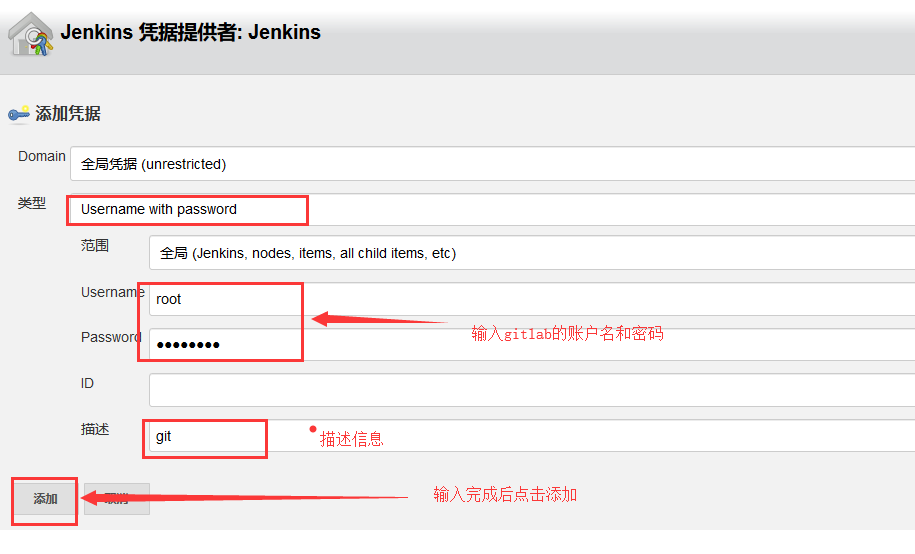 Jenkins 凭据提供者: Jenkins
添加凭据
Domain
全局凭据 (unrestricted)
类型
Username with password
范围
全局 (Jenkins, nodes, items, all child items, etc)
Username
root
输入gitlab的账户名和密码
Password
••••••••
ID
描述
git
描述信息
添加
取消
输入完成后点击添加